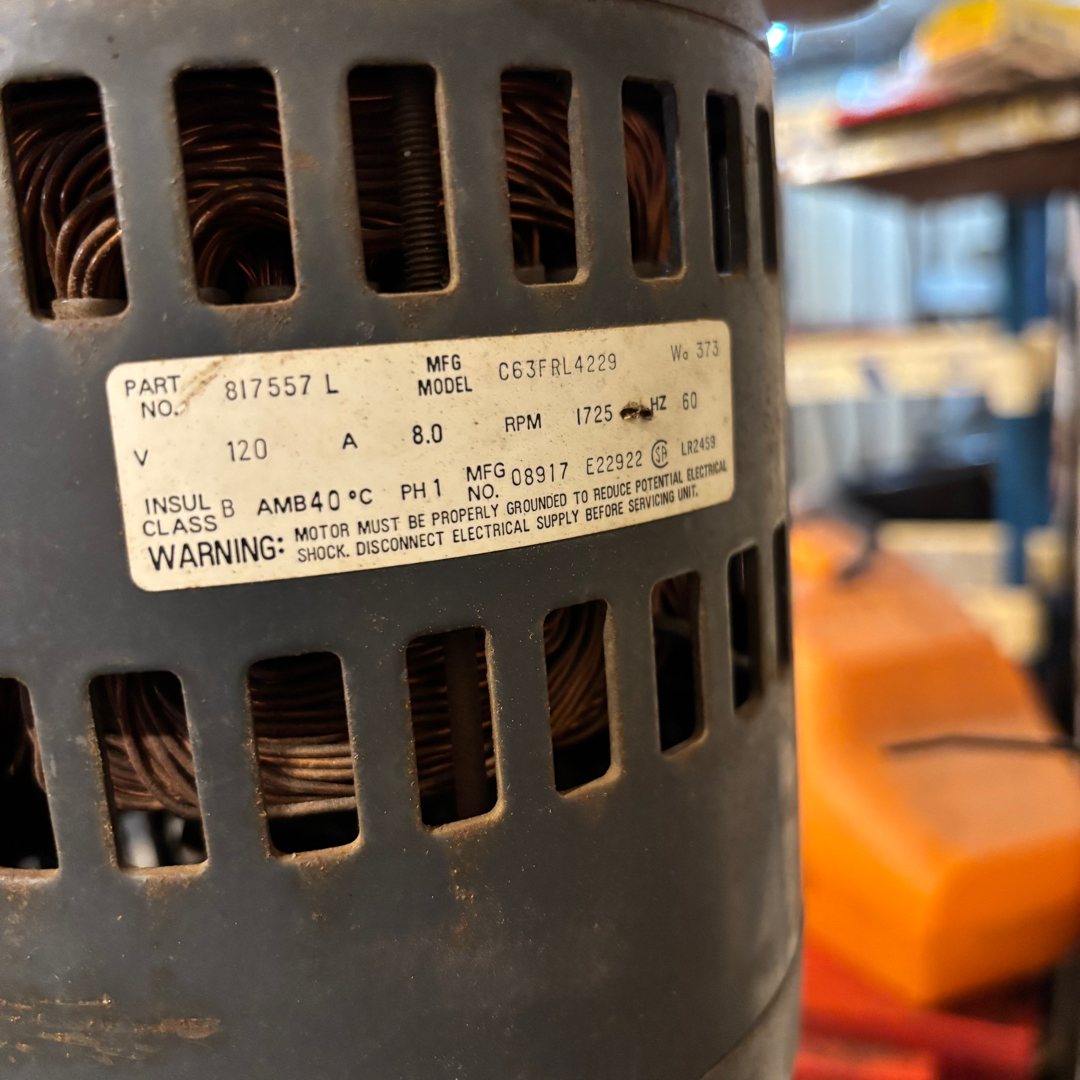 PART NO. 817557 L MFG MODEL C63FRL4229 Wo 373
V 120 A 8.0 RPM 1725 HZ 60
INSUL CLASS B AMB40 °C PH 1 MFG NO. 08917 E22922 SA LR2459
WARNING: MOTOR MUST BE PROPERLY GROUNDED TO REDUCE POTENTIAL ELECTRICAL
SHOCK. DISCONNECT ELECTRICAL SUPPLY BEFORE SERVICING UNIT.